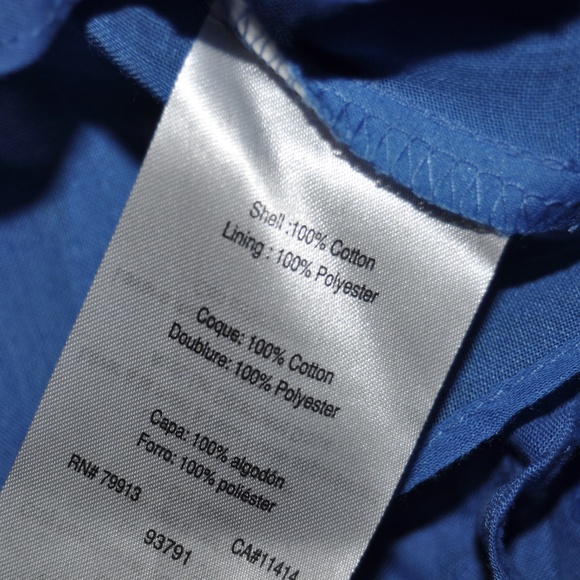 Shell :100% Cotton
Lining : 100% Polyester
Coque: 100% Cotton
Doublure: 100% Polyester
Capa: 100% algodón
Forro: 100% poliéster
RN# 79913
93791
CA#11414